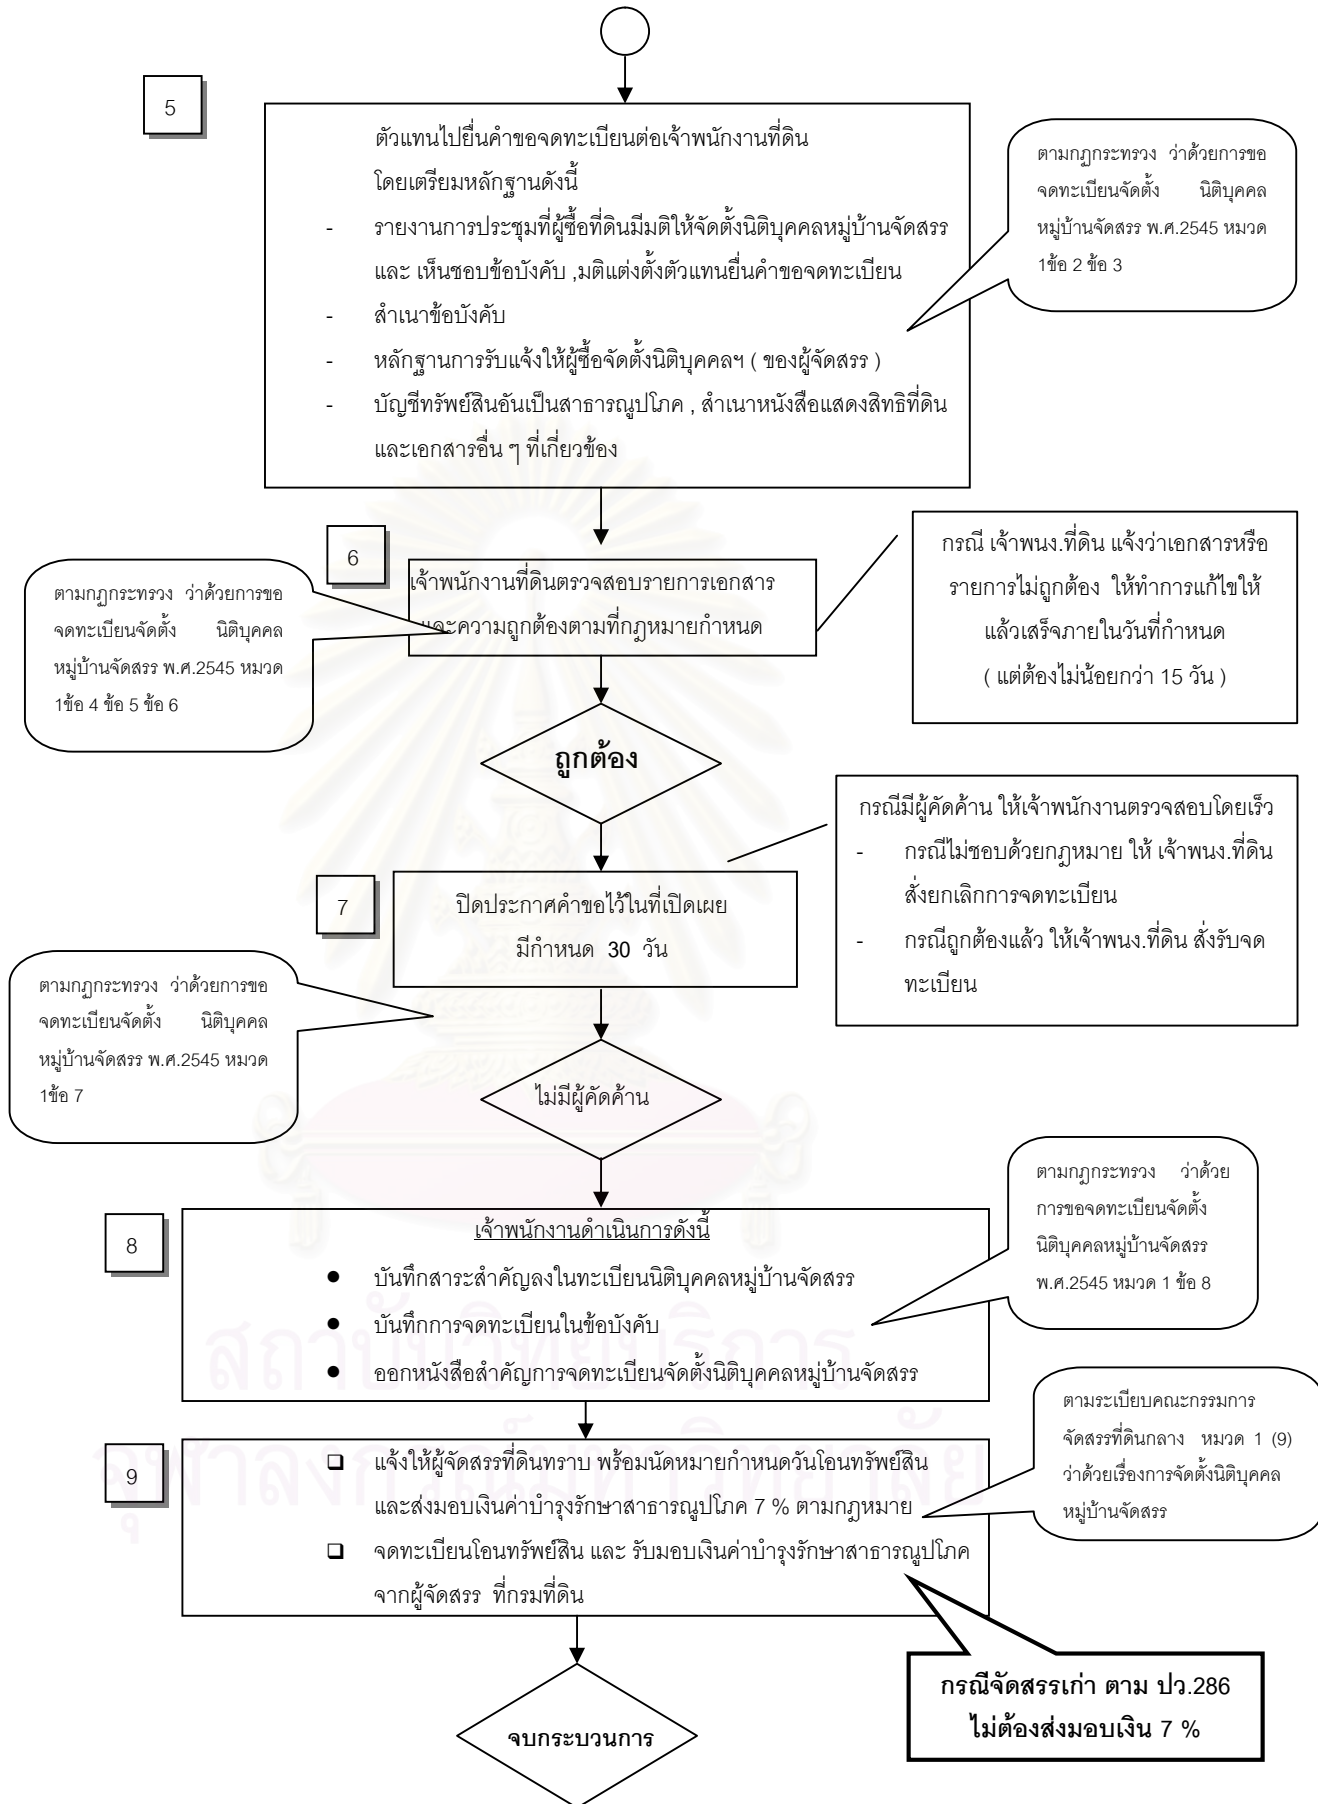 5
ตัวแทนไปยื่นคำขอจดทะเบียนต่อเจ้าพนักงานที่ดิน
โดยเตรียมหลักฐานดังนี้
- รายงานการประชุมที่ผู้ซื้อที่ดินมีมติให้จัดตั้งนิติบุคคลหมู่บ้านจัดสรร
และ เห็นชอบข้อบังคับ ,มติแต่งตั้งตัวแทนยื่นคำขอจดทะเบียน
- สำเนาข้อบังคับ
- หลักฐานการรับแจ้งให้ผู้ซื้อจัดตั้งนิติบุคคลฯ ( ของผู้จัดสรร )
- บัญชีทรัพย์สินอันเป็นสาธารณูปโภค , สำเนาหนังสือแสดงสิทธิที่ดิน
และเอกสารอื่น ๆ ที่เกี่ยวข้อง
ตามกฏกระทรวง ว่าด้วยการขอ
จดทะเบียนจัดตั้ง นิติบุคคล
หมู่บ้านจัดสรร พ.ศ.2545 หมวด
1ข้อ 2 ข้อ 3
6
เจ้าพนักงานที่ดินตรวจสอบรายการเอกสาร
และความถูกต้องตามที่กฎหมายกำหนด
ตามกฏกระทรวง ว่าด้วยการขอ
จดทะเบียนจัดตั้ง นิติบุคคล
หมู่บ้านจัดสรร พ.ศ.2545 หมวด
1ข้อ 4 ข้อ 5 ข้อ 6
กรณี เจ้าพนง.ที่ดิน แจ้งว่าเอกสารหรือ
รายการไม่ถูกต้อง ให้ทำการแก้ไขให้
แล้วเสร็จภายในวันที่กำหนด
( แต่ต้องไม่น้อยกว่า 15 วัน )
ถูกต้อง
กรณีมีผู้คัดค้าน ให้เจ้าพนักงานตรวจสอบโดยเร็ว
- กรณีไม่ชอบด้วยกฎหมาย ให้ เจ้าพนง.ที่ดิน
สั่งยกเลิกการจดทะเบียน
- กรณีถูกต้องแล้ว ให้เจ้าพนง.ที่ดิน สั่งรับจด
ทะเบียน
7
ปิดประกาศคำขอไว้ในที่เปิดเผย
มีกำหนด 30 วัน
ตามกฏกระทรวง ว่าด้วยการขอ
จดทะเบียนจัดตั้ง นิติบุคคล
หมู่บ้านจัดสรร พ.ศ.2545 หมวด
1ข้อ 7
ไม่มีผู้คัดค้าน
8
เจ้าพนักงานดำเนินการดังนี้
● บันทึกสาระสำคัญลงในทะเบียนนิติบุคคลหมู่บ้านจัดสรร
● บันทึกการจดทะเบียนในข้อบังคับ
● ออกหนังสือสำคัญการจดทะเบียนจัดตั้งนิติบุคคลหมู่บ้านจัดสรร
ตามกฎกระทรวง ว่าด้วย
การขอจดทะเบียนจัดตั้ง
นิติบุคคลหมู่บ้านจัดสรร
พ.ศ.2545 หมวด 1 ข้อ 8
9
❑ แจ้งให้ผู้จัดสรรที่ดินทราบ พร้อมนัดหมายกำหนดวันโอนทรัพย์สิน
และส่งมอบเงินค่าบำรุงรักษาสาธารณูปโภค 7 % ตามกฎหมาย
❑ จดทะเบียนโอนทรัพย์สิน และ รับมอบเงินค่าบำรุงรักษาสาธารณูปโภค
จากผู้จัดสรร ที่กรมที่ดิน
ตามระเบียบคณะกรรมการ
จัดสรรที่ดินกลาง หมวด 1 (9)
ว่าด้วยเรื่องการจัดตั้งนิติบุคคล
หมู่บ้านจัดสรร
กรณีจัดสรรเก่า ตาม ปว.286
ไม่ต้องส่งมอบเงิน 7 %
จบกระบวนการ
สถาบันวิทยบริการ
จุฬาลงกรณ์มหาวิทยาลัย